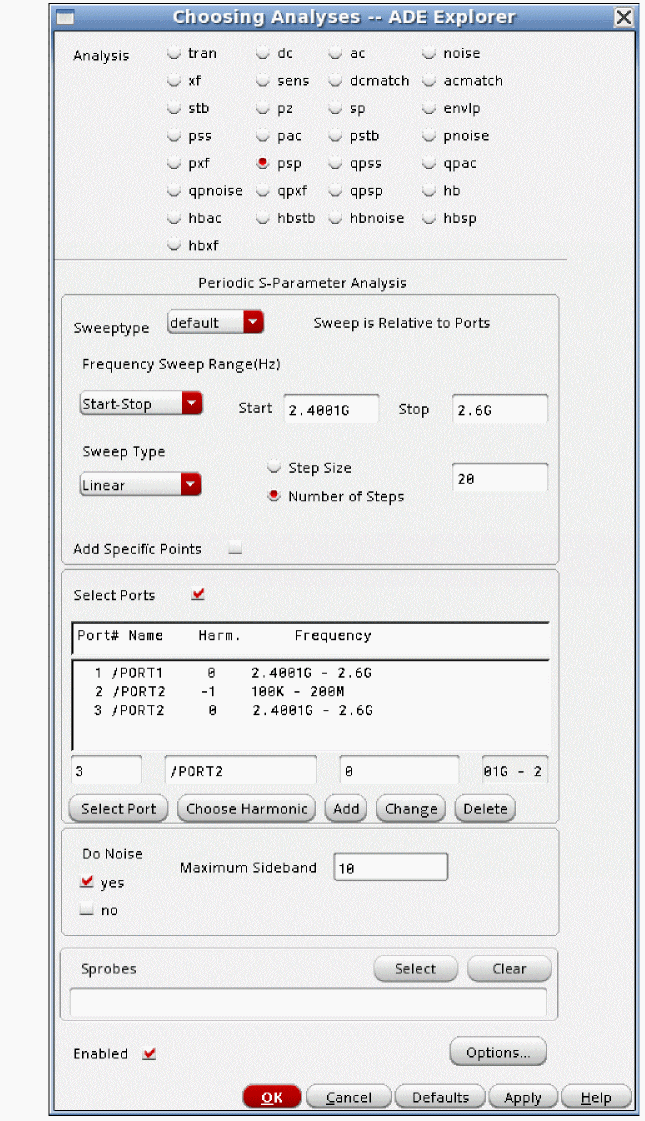 Choosing Analyses -- ADE Explorer
Analysis tran dc ac noise
xf sens dcmatch acmatch
stb pz sp envlp
pss pac pstb pnoise
pxf psp qpss qpac
qpnoise qpxf qpsp hb
hbac hbstb hbnoise hbsp
hbxf
Periodic S-Parameter Analysis
Sweeptype default Sweep is Relative to Ports
Frequency Sweep Range(Hz)
Start-Stop Start 2.4001G Stop 2.6G
Sweep Type
Linear Step Size 20
Number of Steps
Add Specific Points
Select Ports
Port# Name Harm. Frequency
1 /PORT1 0 2.4001G - 2.6G
2 /PORT2 -1 100K - 200M
3 /PORT2 0 2.4001G - 2.6G
3 /PORT2 0 01G - 2
Select Port Choose Harmonic Add Change Delete
Do Noise
Maximum Sideband 10
yes
no
Sprobes Select Clear
Enabled Options...
OK Cancel Defaults Apply Help